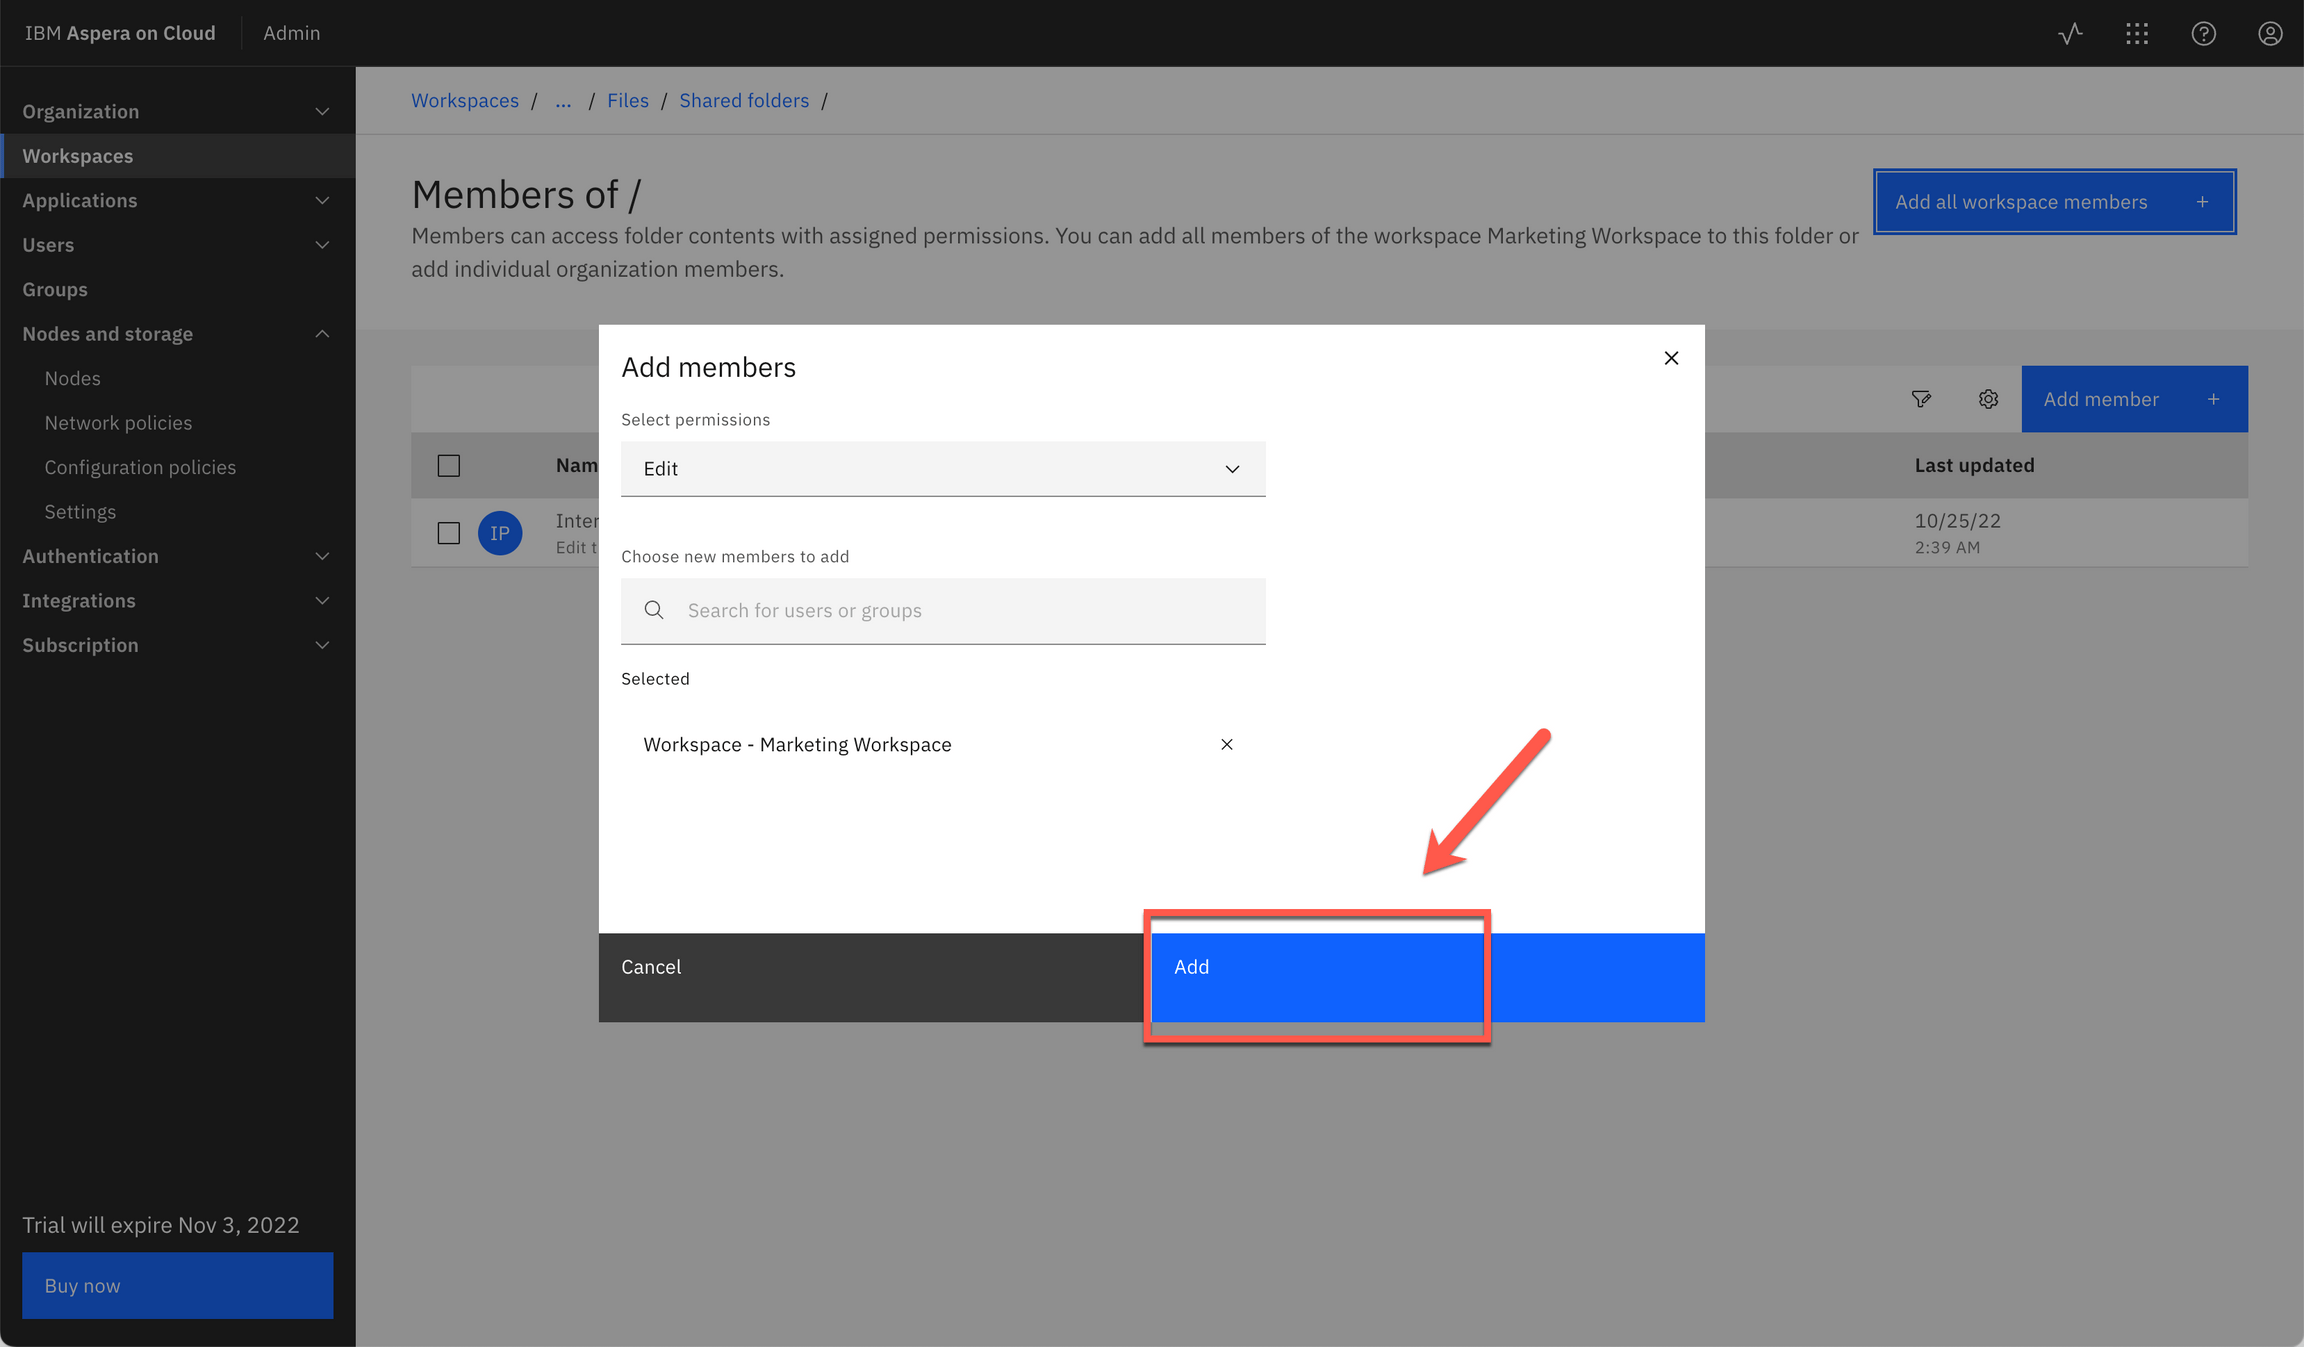 IBM Aspera on Cloud
Admin
Organization
Workspaces
Applications
Users
Groups
Nodes and storage
Nodes
Network policies
Configuration policies
Settings
Authentication
Integrations
Subscription
Trial will expire Nov 3, 2022
Buy now
Workspaces / ... / Files / Shared folders /
Members of /
Members can access folder contents with assigned permissions. You can add all members of the workspace Marketing Workspace to this folder or
add individual organization members.
Add all workspace members +
Add member +
Nam
Last updated
IP
Inter
Edit t
10/25/22
2:39 AM
Add members
Select permissions
Edit
Choose new members to add
Search for users or groups
Selected
Workspace - Marketing Workspace
Cancel
Add